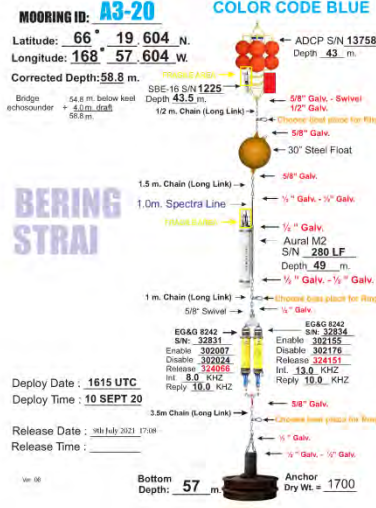 MOORING ID: A3-20
COLOR CODE BLUE
Latitude: 66° 19.604 N.
Longitude: 168° 57.604 W.
Corrected Depth: 58.8 m.
Bridge echosounder
54.8 m. below keel
+ 4.0 m. draft
58.8 m.
ADCP S/N 13758
Depth 43 m.
SBE-16 S/N 1225
Depth 43.5 m.
1/2 m. Chain (Long Link)
5/8" Galv. - Swivel
1/2" Galv.
5/8" Galv.
30" Steel Float
5/8" Galv.
1.5 m. Chain (Long Link)
½ " Galv. - ½" Galv.
1.0m. Spectra Line
BERING
STRAI
½ " Galv.
Aural M2
S/N 280 LF
Depth 49 m.
½ " Galv. - ½ " Galv.
1 m. Chain (Long Link)
5/8" Swivel
½ " Galv.
EG&G 8242
S/N: 32831
Enable 302007
Disable 302024
Release 324066
Int. 8.0 KHZ
Reply 10.0 KHZ
EG&G 8242
S/N: 32834
Enable 302155
Disable 302176
Release 324151
Int. 13.0 KHZ
Reply 10.0 KHZ
5/8" Galv.
3.5m Chain (Long Link)
Deploy Date : 1615 UTC
Deploy Time : 10 SEPT 20
Release Date : 9th July 2021 17:08
Release Time :
½ " Galv.
½ " Galv. - ⅝" Galv.
Bottom
Depth: 57 m.
Anchor
Dry Wt. = 1700